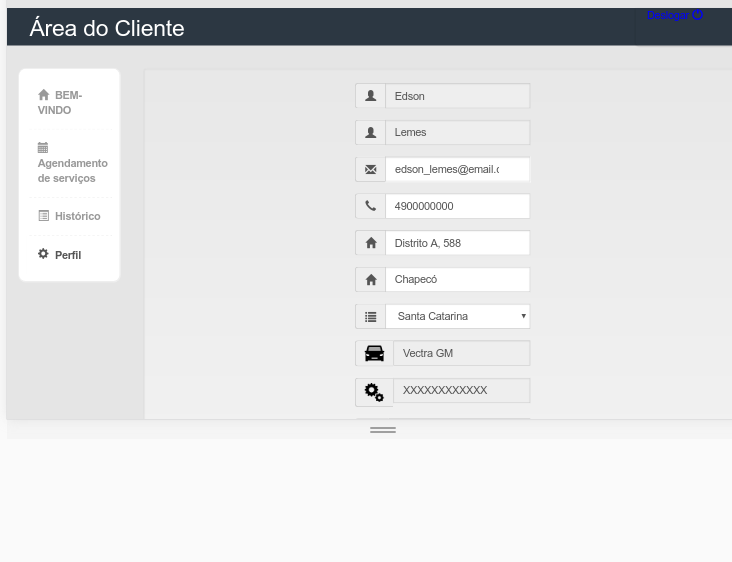 Área do Cliente
Deslogar
BEM-
VINDO
Agendamento
de serviços
Histórico
Perfil
Edson
Lemes
edson_lemes@email.c
4900000000
Distrito A, 588
Chapecó
Santa Catarina
Vectra GM
XXXXXXXXXXXX